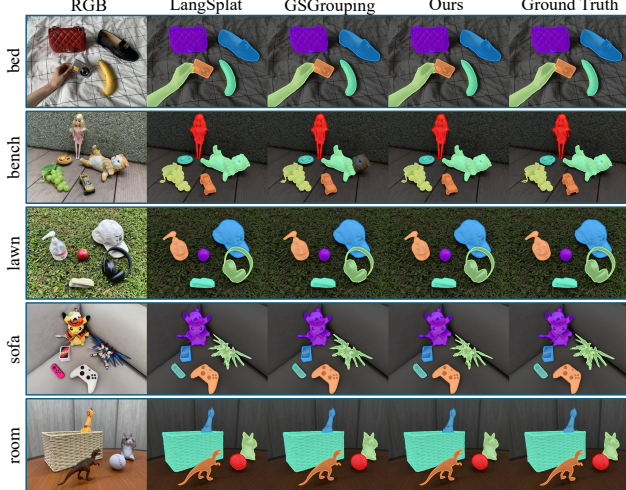 RGB LangSplat GSGrouping Ours Ground Truth
bed
bench
lawn
sofa
room